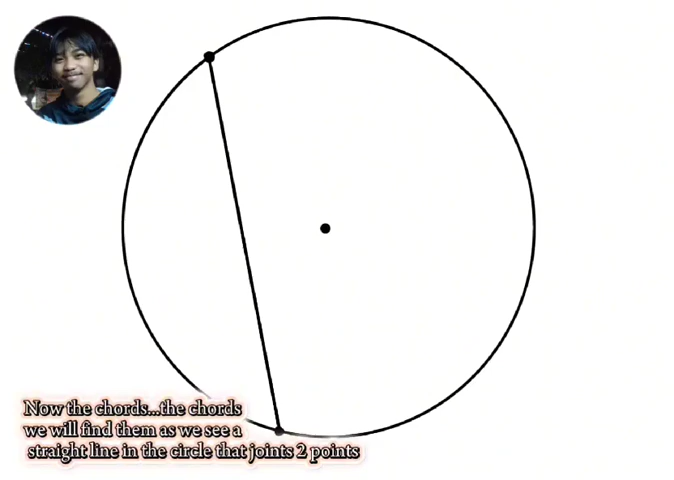 Now the chords...the chords
we will find them as we see a
straight line in the circle that joints 2 points